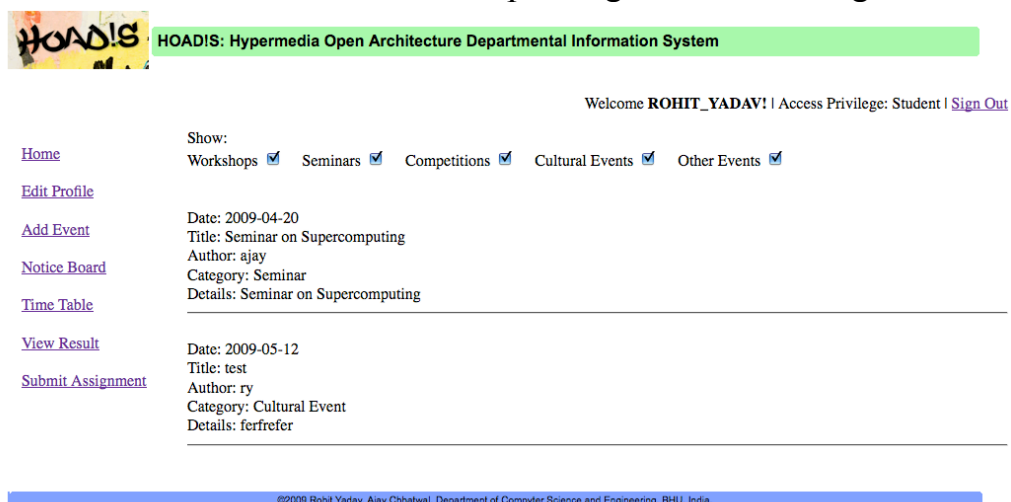 HOAD!S
HOAD!S: Hypermedia Open Architecture Departmental Information System
Welcome ROHIT_YADAV! | Access Privilege: Student | Sign Out
Home
Edit Profile
Add Event
Notice Board
Time Table
View Result
Submit Assignment
Show:
Workshops Seminars Competitions Cultural Events Other Events
Date: 2009-04-20
Title: Seminar on Supercomputing
Author: ajay
Category: Seminar
Details: Seminar on Supercomputing
Date: 2009-05-12
Title: test
Author: ry
Category: Cultural Event
Details: ferfrefer
©2009 Rohit Yadav, Ajay Chhatwal, Department of Computer Science and Engineering, BHU, India